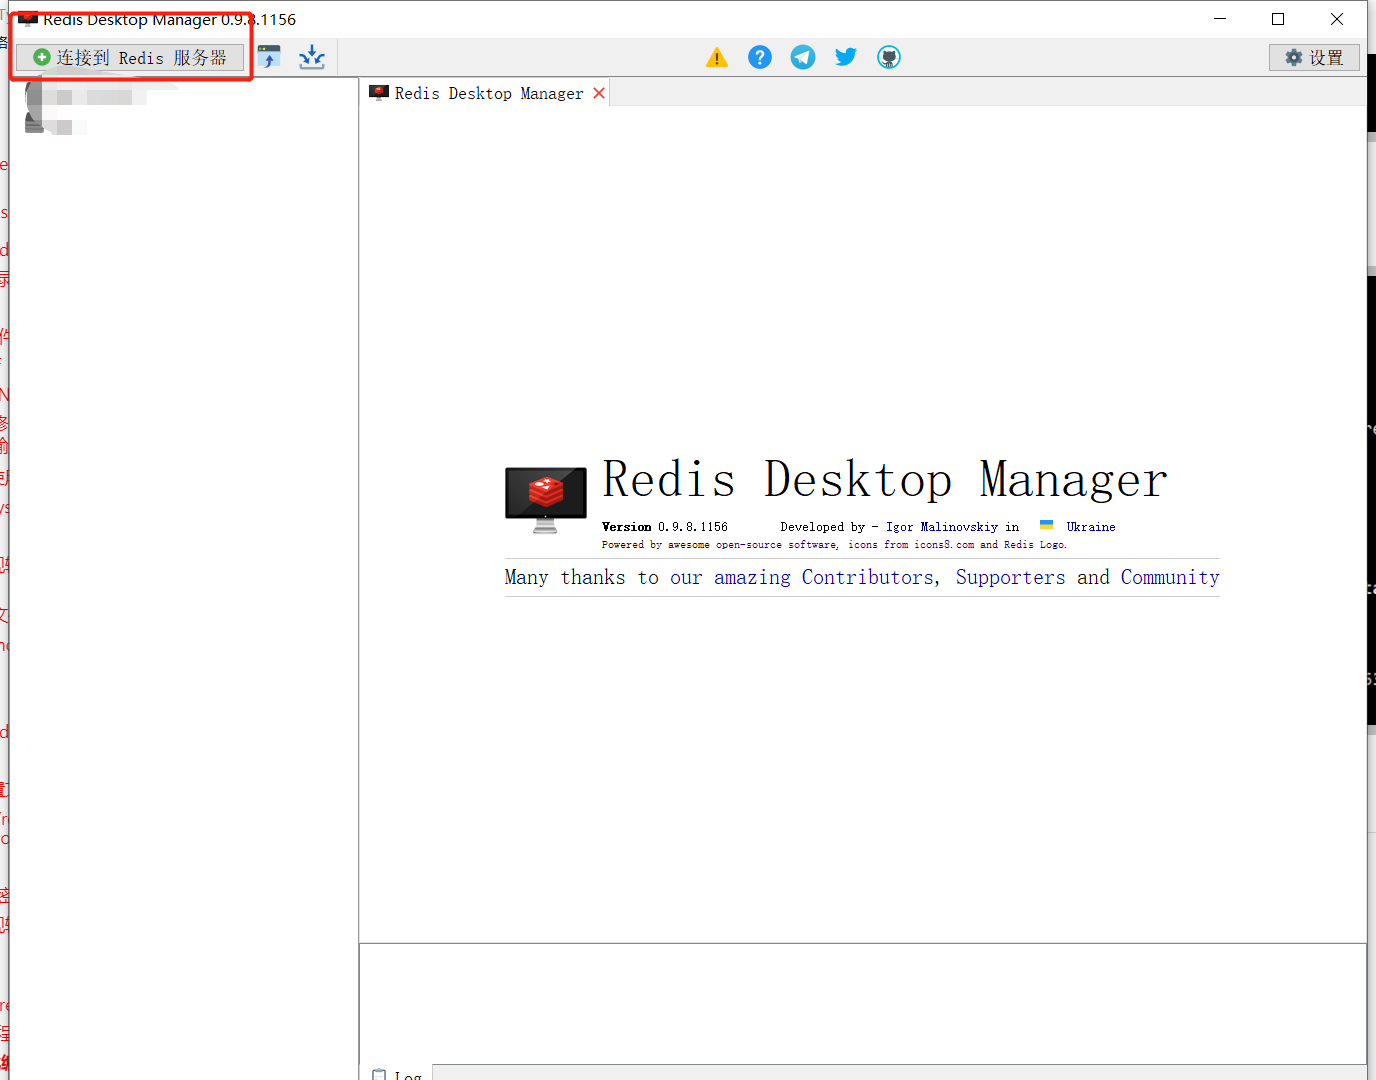 Redis Desktop Manager 0.9.8.1156
连接到 Redis 服务器
设置
Redis Desktop Manager
Redis Desktop Manager
Version 0.9.8.1156 Developed by - Igor Malinovskiy in Ukraine
Powered by awesome open-source software, icons from icons8.com and Redis Logo.
Many thanks to our amazing Contributors, Supporters and Community
Log